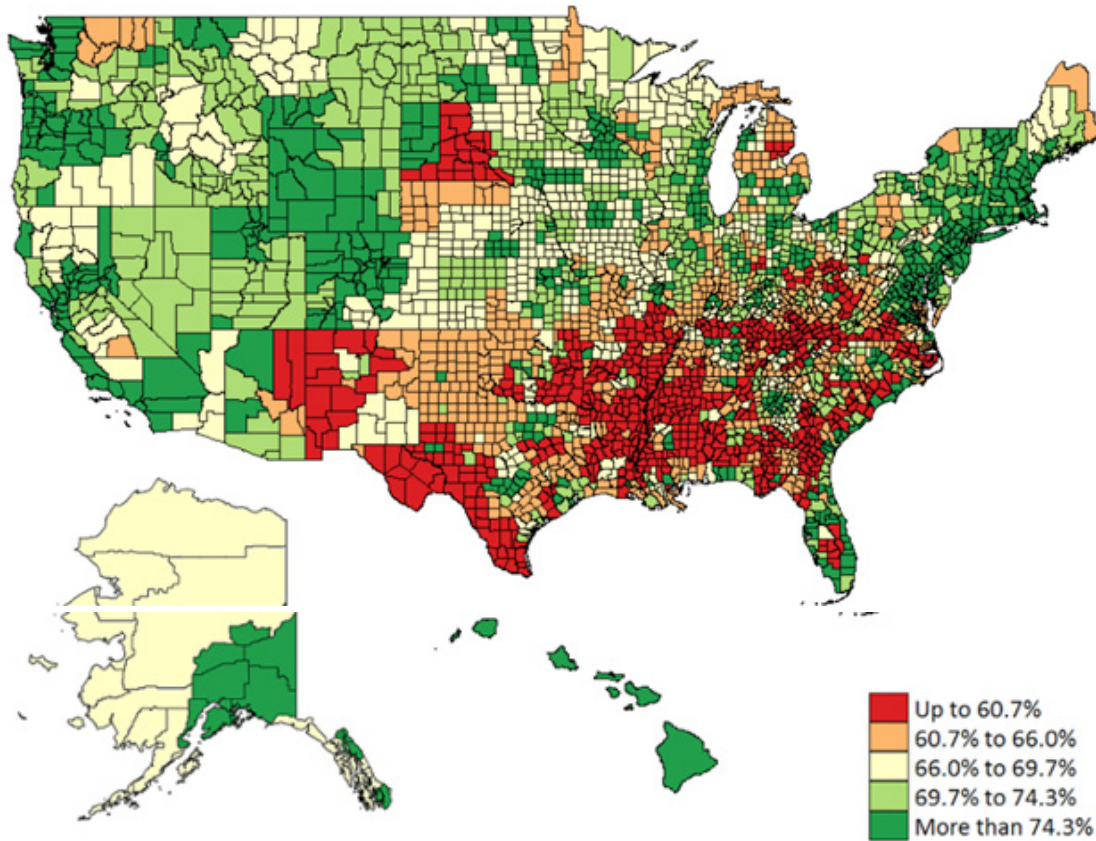 Up to 60.7%
60.7% to 66.0%
66.0% to 69.7%
69.7% to 74.3%
More than 74.3%